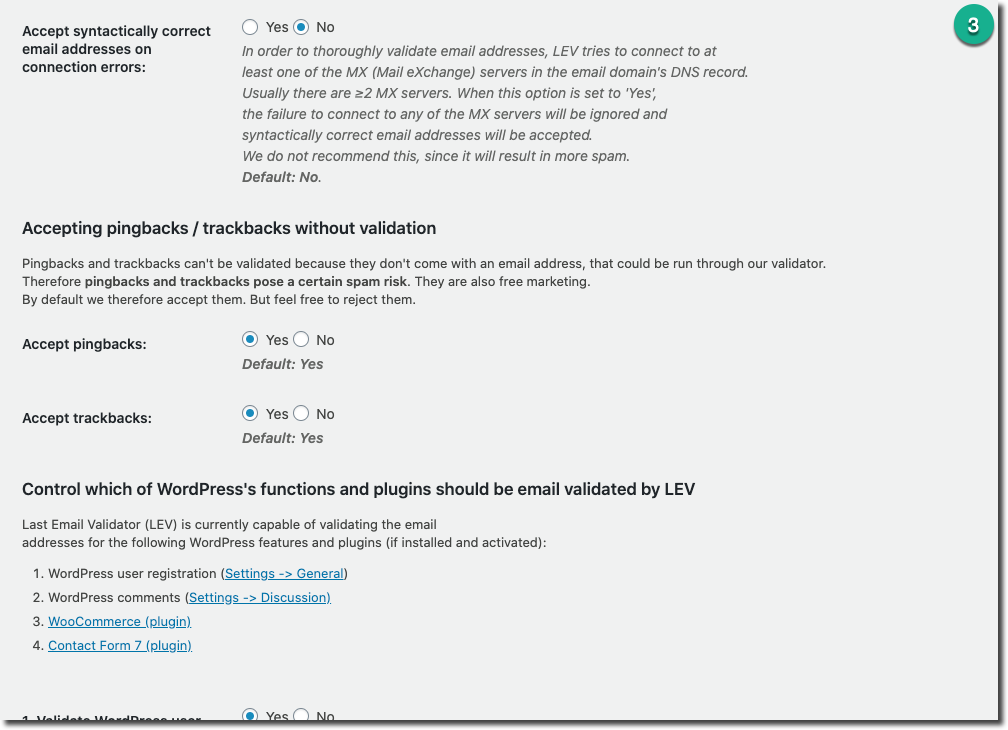 3
Accept syntactically correct
email addresses on
connection errors:
Yes No
In order to thoroughly validate email addresses, LEV tries to connect to at
least one of the MX (Mail eXchange) servers in the email domain's DNS record.
Usually there are ≥2 MX servers. When this option is set to 'Yes',
the failure to connect to any of the MX servers will be ignored and
syntactically correct email addresses will be accepted.
We do not recommend this, since it will result in more spam.
Default: No.
Accepting pingbacks / trackbacks without validation
Pingbacks and trackbacks can't be validated because they don't come with an email address, that could be run through our validator.
Therefore pingbacks and trackbacks pose a certain spam risk. They are also free marketing.
By default we therefore accept them. But feel free to reject them.
Accept pingbacks:
Yes No
Default: Yes
Accept trackbacks:
Yes No
Default: Yes
Control which of WordPress's functions and plugins should be email validated by LEV
Last Email Validator (LEV) is currently capable of validating the email
addresses for the following WordPress features and plugins (if installed and activated):
1. WordPress user registration (Settings -> General)
2. WordPress comments (Settings -> Discussion)
3. WooCommerce (plugin)
4. Contact Form 7 (plugin)
1. Validate WordPress user
Yes No